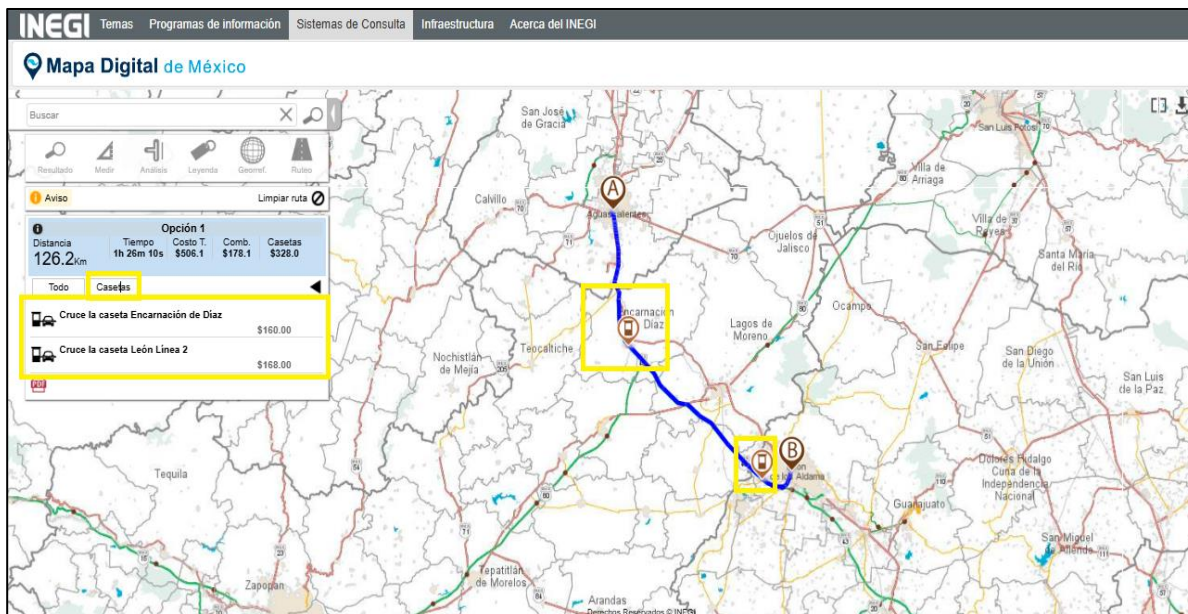 INEGI Temas Programas de información Sistemas de Consulta Infraestructura Acerca del INEGI
Mapa Digital de México
Buscar
Resultado Medir Análisis Leyenda Georref. Ruteo
Aviso Limpiar ruta
Opción 1
Distancia Tiempo Costo T. Comb. Casetas
126.2Km 1h 26m 10s $506.1 $178.1 $328.0
Todo Casetas
Cruce la caseta Encarnación de Díaz
$160.00
Cruce la caseta León Línea 2
$168.00
PDF
San José
de Gracia
San Luis Potosí
Villa de
Arriaga
A
Calvillo
Aguascalientes
Villa de
Reyes
Ojuelos de
Jalisco
Santa María
del Río
Encarnación
Díaz
Ocampo
Lagos de
Moreno
Teocaltiche
Nochistlán
de Mejía
San Felipe
San Diego
de la Unión
San Luis
de la Paz
B
de los Aldama
Tequila
Dolores Hidalgo
Cuna de la
Independencia
Nacional
Guanajuato
San Miguel
de Allende
Zapopan
Tepatitlán
de Morelos
Arandas
Derechos Reservados © INEGI